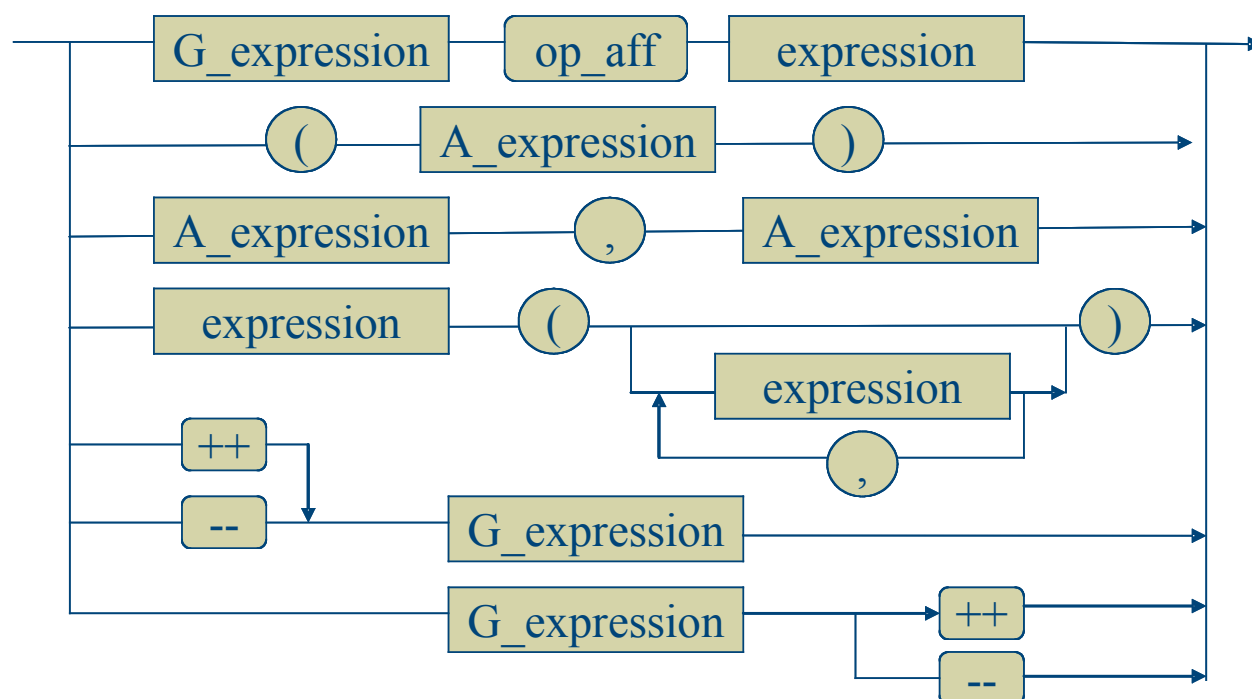 G_expression op_aff expression
( A_expression )
A_expression , A_expression
expression ( )
expression
++
,
--
G_expression
++
G_expression
--